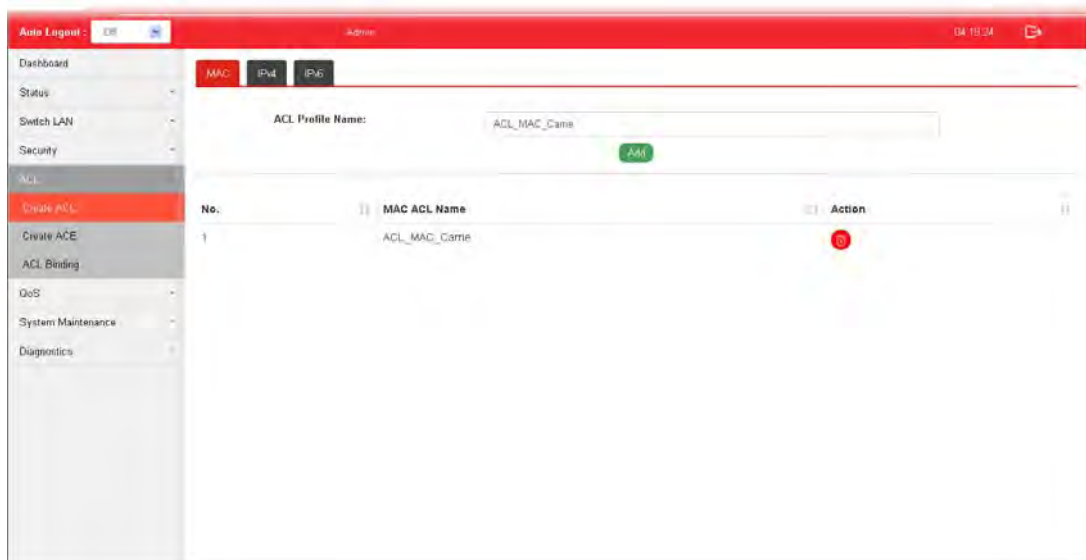 Auto Logout : Off
Admin
04:19:24
Dashboard
Status
Switch LAN
Security
ACL
Create ACL
Create ACE
ACL Binding
QoS
System Maintenance
Diagnostics
MAC IPv4 IPv6
ACL Profile Name: ACL_MAC_Carrie
Add
No. MAC ACL Name Action
1 ACL_MAC_Carrie